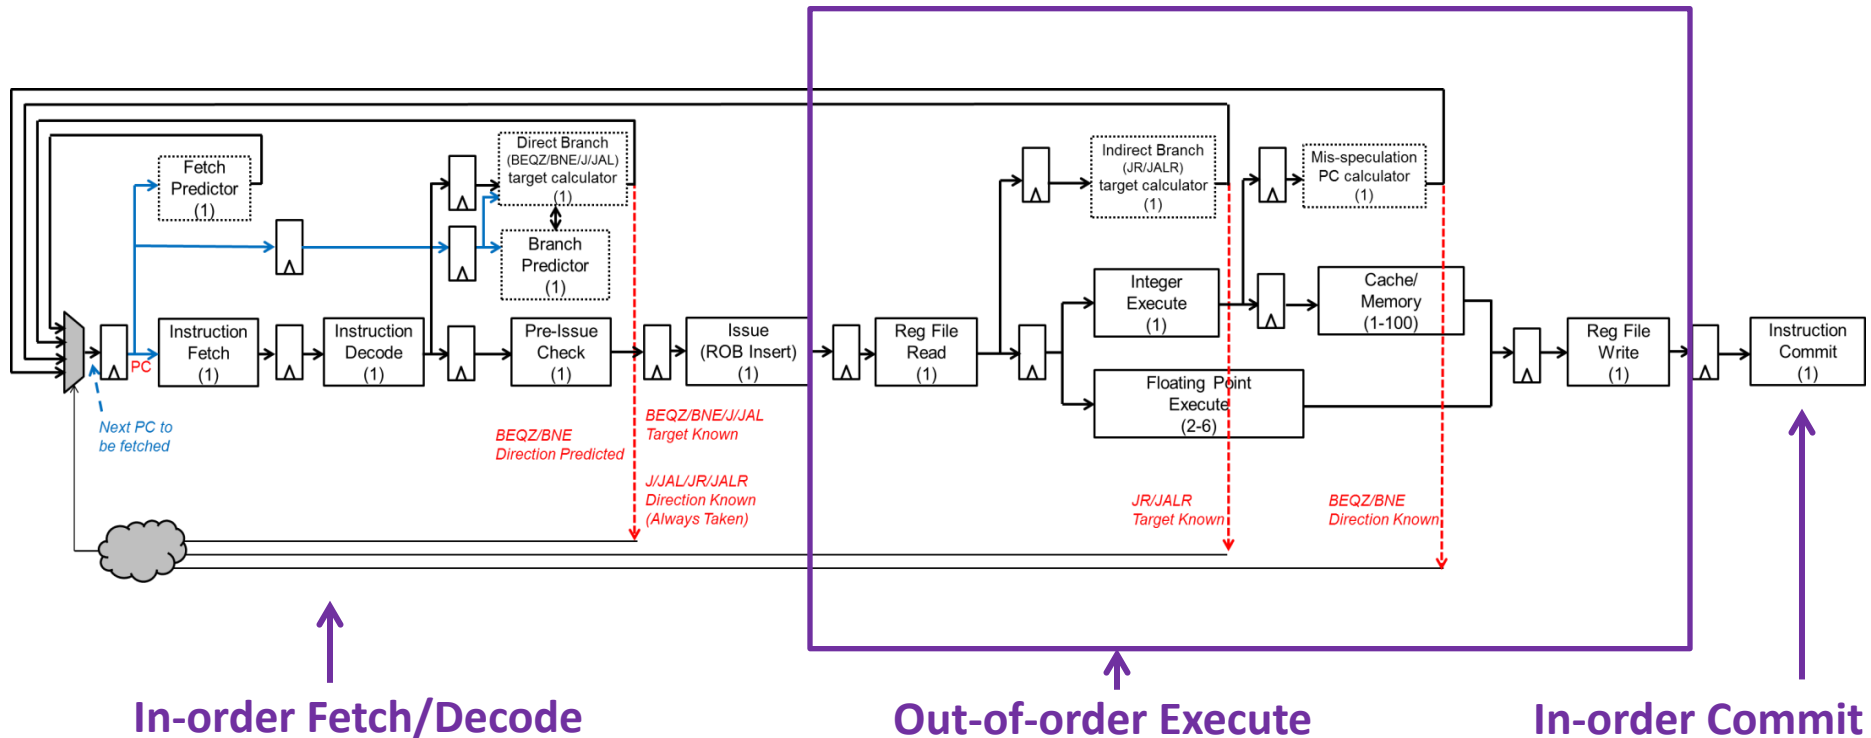 Fetch
Predictor
(1)
Direct Branch
(BEQZ/BNE/J/JAL)
target calculator
(1)
Branch
Predictor
(1)
Indirect Branch
(JR/JALR)
target calculator
(1)
Mis-speculation
PC calculator
(1)
PC
Instruction
Fetch
(1)
Instruction
Decode
(1)
Pre-Issue
Check
(1)
Issue
(ROB Insert)
(1)
Reg File
Read
(1)
Integer
Execute
(1)
Floating Point
Execute
(2-6)
Cache/
Memory
(1-100)
Reg File
Write
(1)
Instruction
Commit
(1)
Next PC to
be fetched
BEQZ/BNE
Direction Predicted
BEQZ/BNE/J/JAL
Target Known
J/JAL/JR/JALR
Direction Known
(Always Taken)
JR/JALR
Target Known
BEQZ/BNE
Direction Known
In-order Fetch/Decode
Out-of-order Execute
In-order Commit